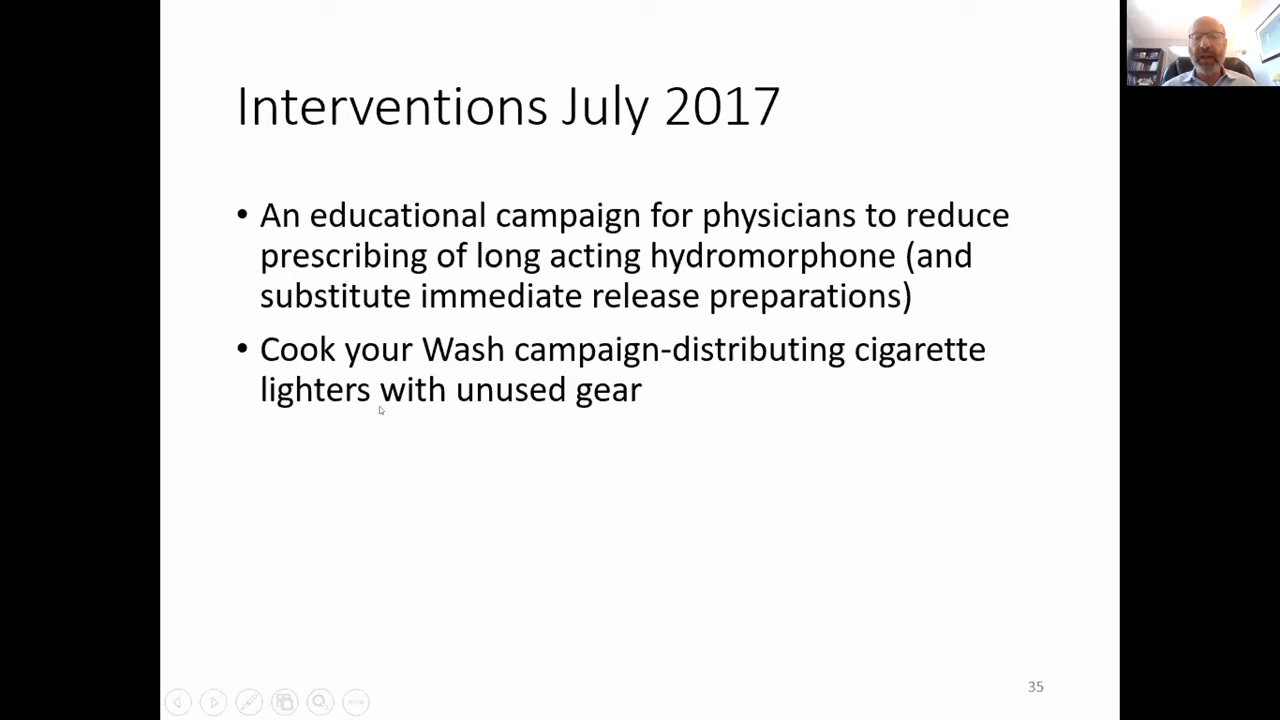 Interventions July 2017
• An educational campaign for physicians to reduce
prescribing of long acting hydromorphone (and
substitute immediate release preparations)
• Cook your Wash campaign-distributing cigarette
lighters with unused gear
35